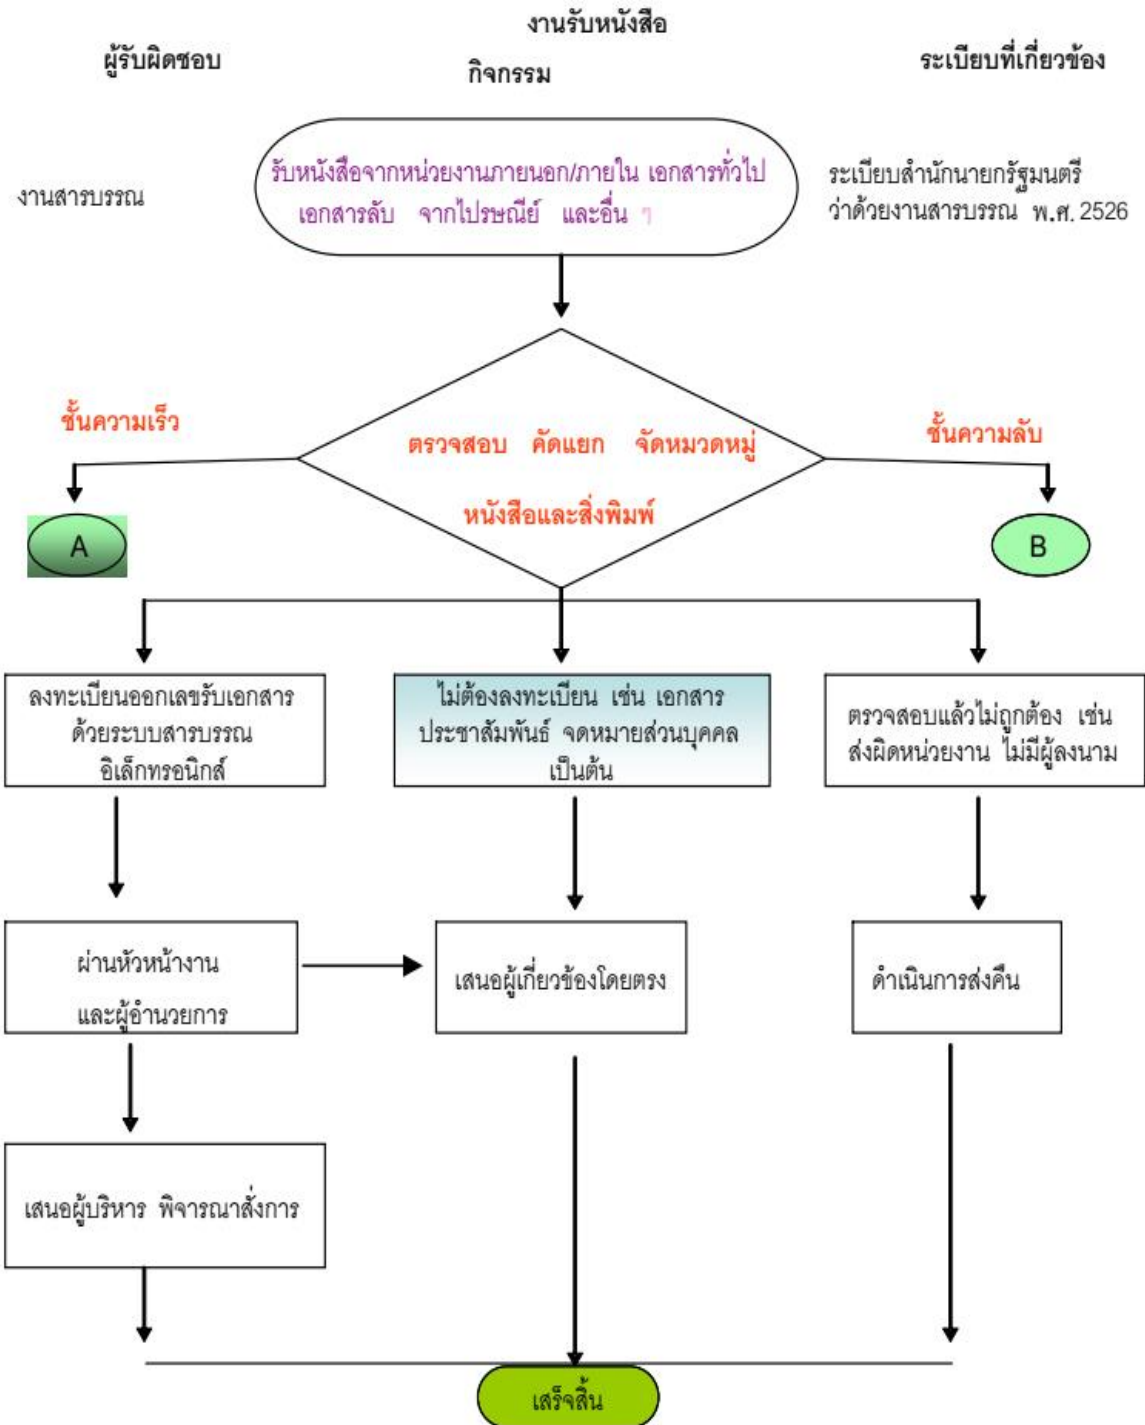 งานรับหนังสือ
ผู้รับผิดชอบ
กิจกรรม
ระเบียบที่เกี่ยวข้อง
งานสารบรรณ
รับหนังสือจากหน่วยงานภายนอก/ภายใน เอกสารทั่วไป
เอกสารลับ จากไปรษณีย์ และอื่น ๆ
ระเบียบสำนักนายกรัฐมนตรี
ว่าด้วยงานสารบรรณ พ.ศ. 2526
ชั้นความเร็ว
ตรวจสอบ คัดแยก จัดหมวดหมู่
หนังสือและสิ่งพิมพ์
ชั้นความลับ
A
B
ลงทะเบียนออกเลขรับเอกสาร
ด้วยระบบสารบรรณ
อิเล็กทรอนิกส์
ไม่ต้องลงทะเบียน เช่น เอกสาร
ประชาสัมพันธ์ จดหมายส่วนบุคคล
เป็นต้น
ตรวจสอบแล้วไม่ถูกต้อง เช่น
ส่งผิดหน่วยงาน ไม่มีผู้ลงนาม
ผ่านหัวหน้างาน
และผู้อำนวยการ
เสนอผู้เกี่ยวข้องโดยตรง
ดำเนินการส่งคืน
เสนอผู้บริหาร พิจารณาสั่งการ
เสร็จสิ้น